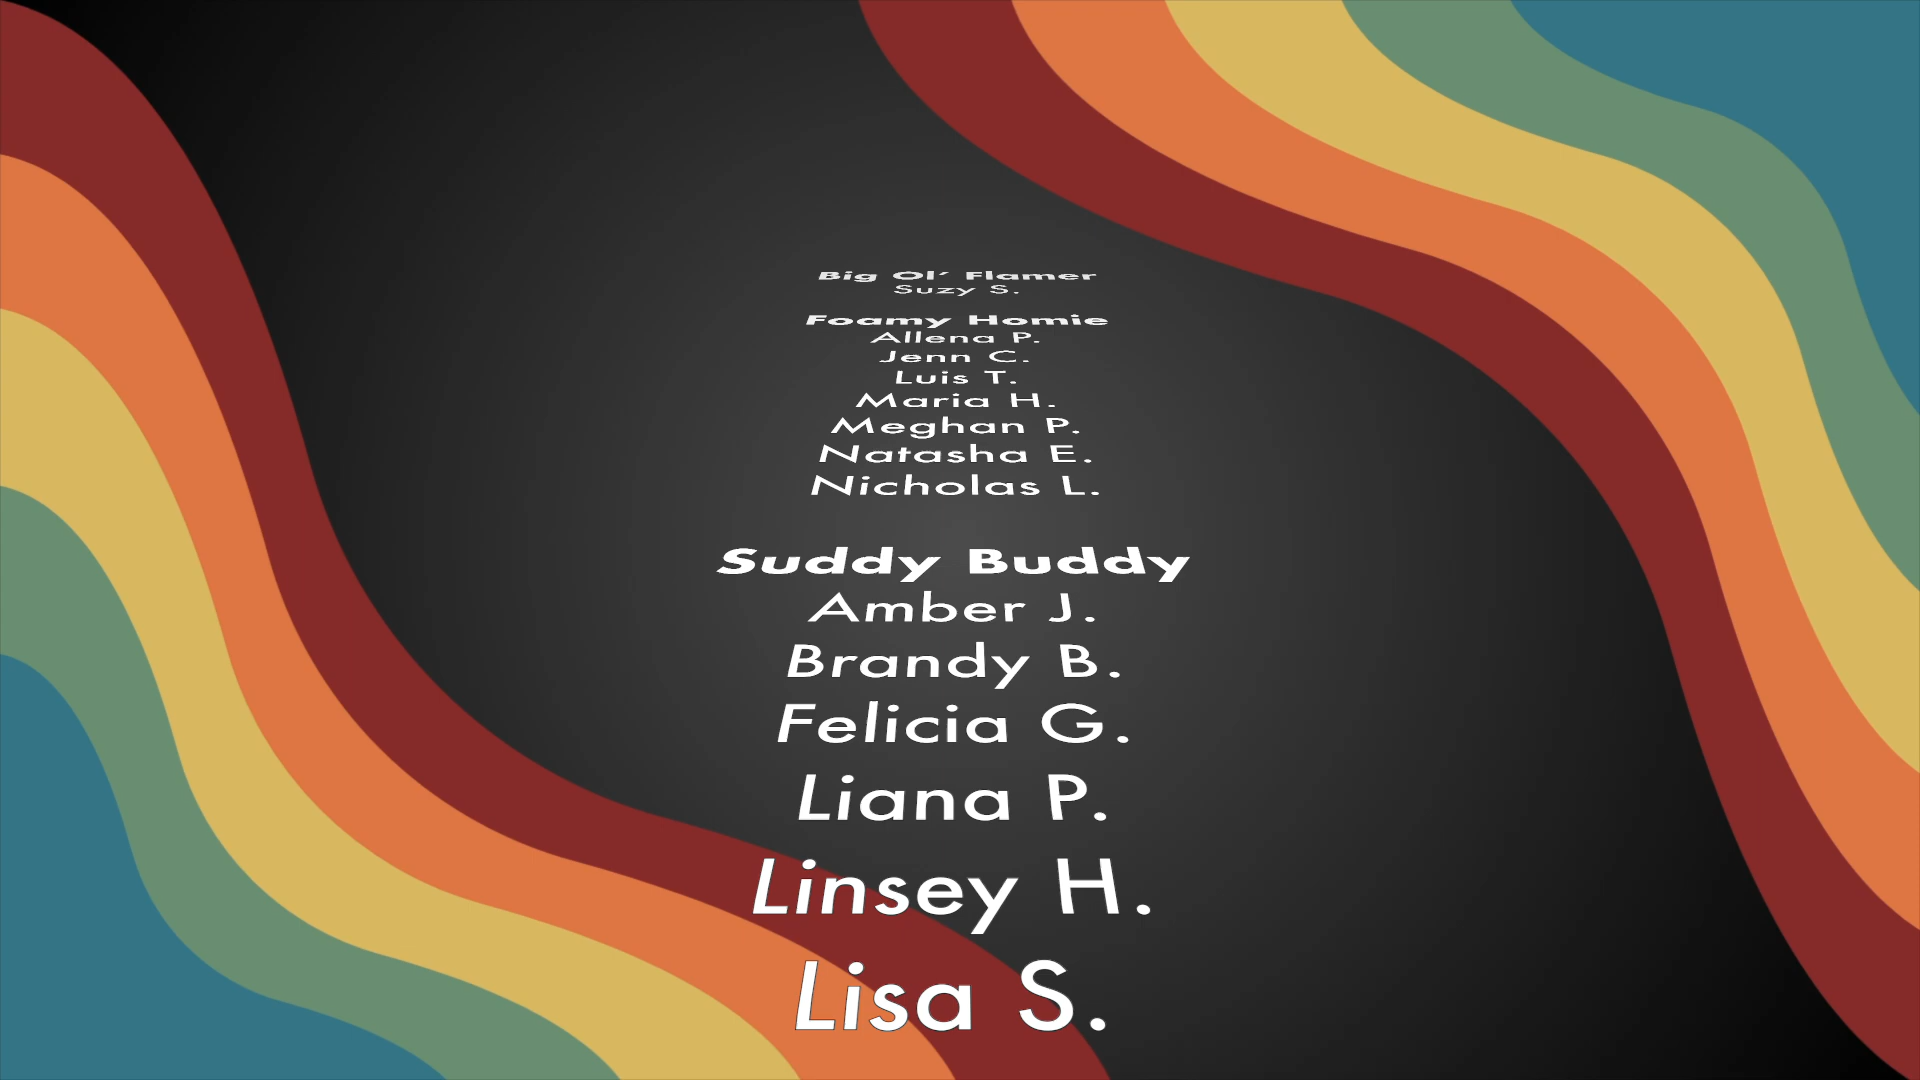 Big Ol' Flamer
Suzy S.
Foamy Homie
Allena P.
Jenn C.
Luis T.
Maria H.
Meghan P.
Natasha E.
Nicholas L.
Suddy Buddy
Amber J.
Brandy B.
Felicia G.
Liana P.
Linsey H.
Lisa S.